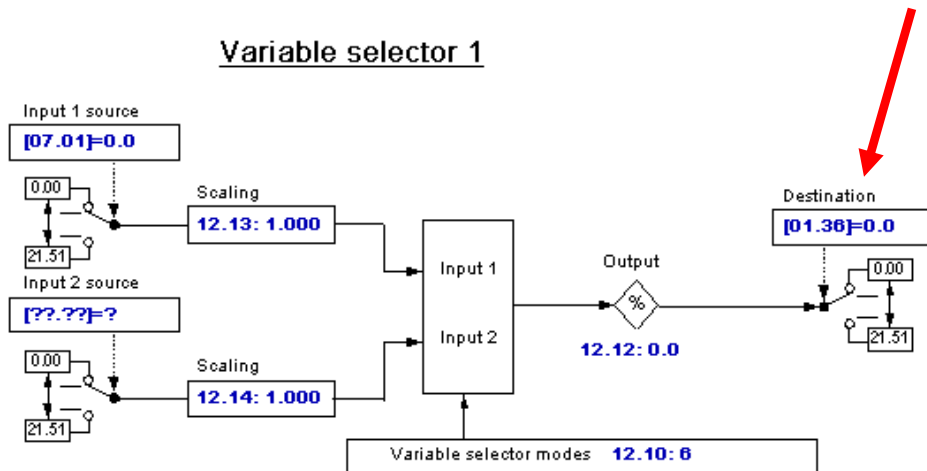 Variable selector 1
Input 1 source
[07.01]=0.0
0.00
21.51
Scaling
12.13: 1.000
Input 2 source
[??.??]=?
0.00
21.51
Scaling
12.14: 1.000
Input 1
Input 2
Output
%
12.12: 0.0
Destination
[01.36]=0.0
0.00
21.51
Variable selector modes 12.10: 6